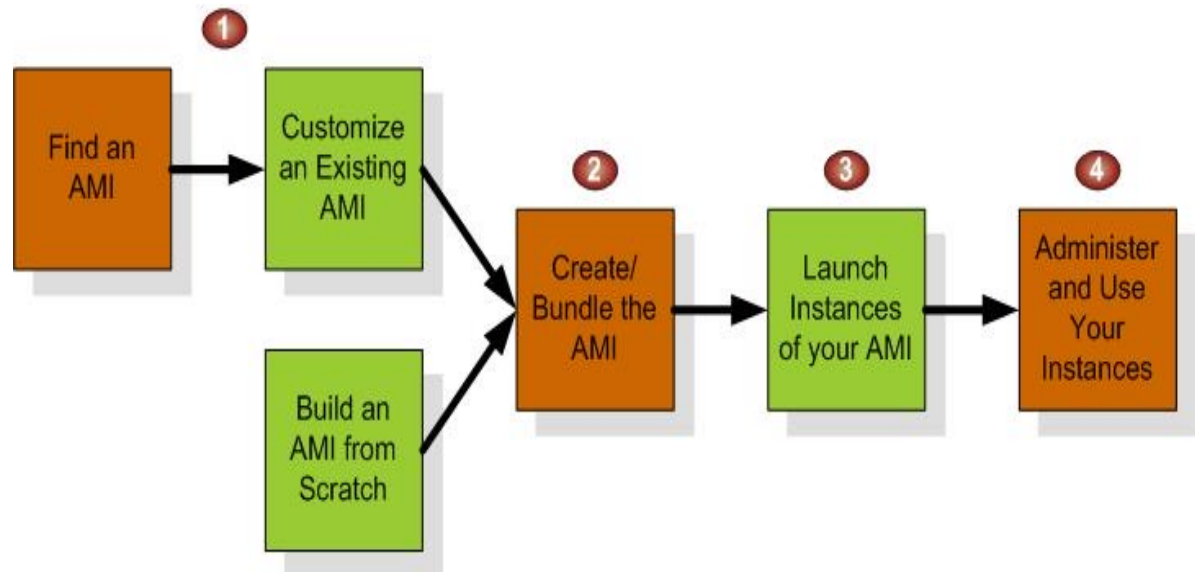 1
Find an
AMI
Customize
an Existing
AMI
Build an
AMI from
Scratch
2
Create/
Bundle the
AMI
3
Launch
Instances
of your AMI
4
Administer
and Use
Your
Instances